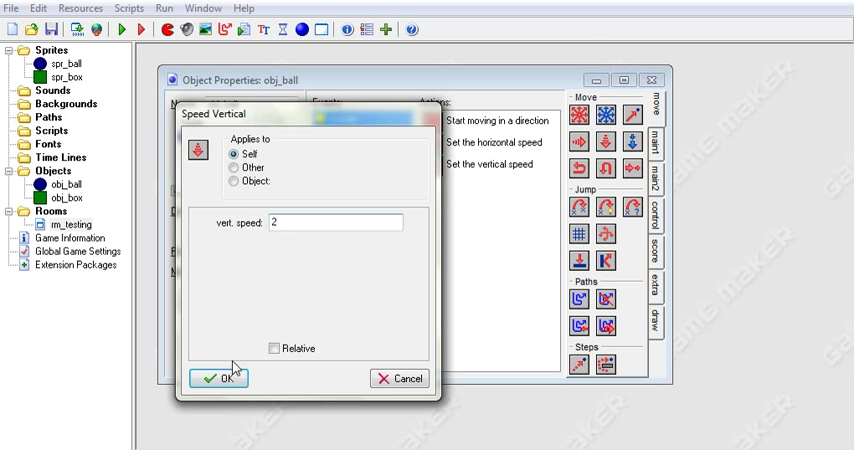 File Edit Resources Scripts Run Window Help
Sprites
spr_ball
spr_box
Sounds
Backgrounds
Paths
Scripts
Fonts
Time Lines
Objects
obj_ball
obj_box
Rooms
rm_testing
Game Information
Global Game Settings
Extension Packages
Object Properties: obj_ball
Actions:
Start moving in a direction
Set the horizontal speed
Set the vertical speed
Speed Vertical
Applies to
Self
Other
Object:
vert. speed: 2
Relative
OK
Cancel
Move
Jump
Paths
Steps
move
main1
main2
control
score
extra
draw
GAME MAKER